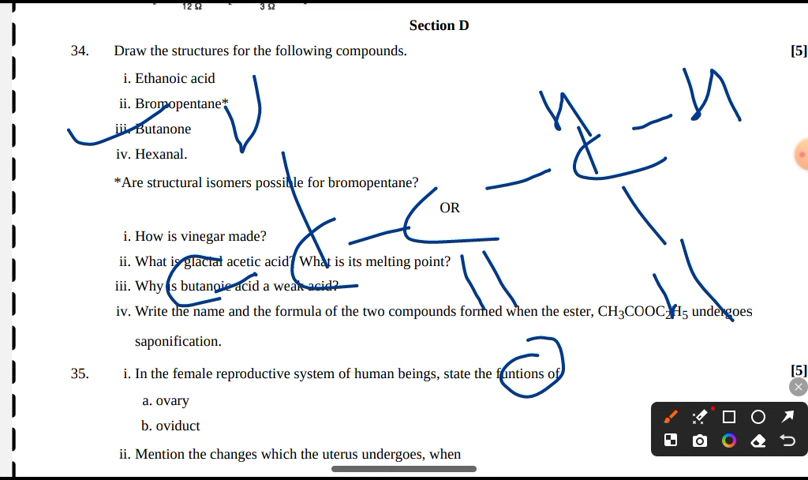 12 Ω 3 Ω
Section D
34. Draw the structures for the following compounds. [5]
i. Ethanoic acid
ii. Bromopentane*
iii. Butanone
iv. Hexanal.
*Are structural isomers possible for bromopentane?
OR
i. How is vinegar made?
ii. What is glacial acetic acid? What is its melting point?
iii. Why is butanoic acid a weak acid?
iv. Write the name and the formula of the two compounds formed when the ester, CH₃COOC₂H₅ undergoes
saponification.
35. i. In the female reproductive system of human beings, state the funtions of [5]
a. ovary
b. oviduct
ii. Mention the changes which the uterus undergoes, when